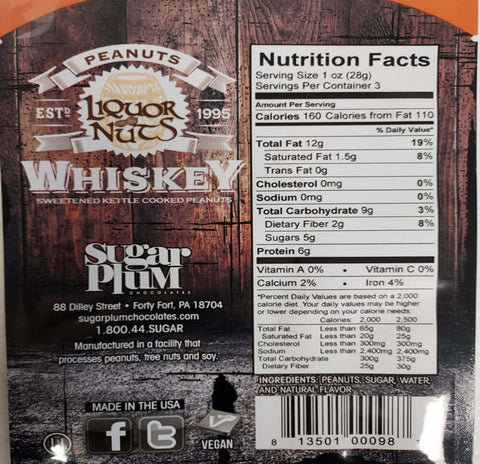 PEANUTS
ESTD 1995
LIQUOR
NUTS
WHISKEY
SWEETENED KETTLE COOKED PEANUTS
Sugar
Plum
CHOCOLATES
88 Dilley Street • Forty Fort, PA 18704
sugarplumchocolates.com
1.800.44.SUGAR
Manufactured in a facility that
processes peanuts, tree nuts and soy.
MADE IN THE USA
f t
V
VEGAN
U
Nutrition Facts
Serving Size 1 oz (28g)
Servings Per Container 3
Amount Per Serving
Calories 160 Calories from Fat 110
% Daily Value*
Total Fat 12g 19%
Saturated Fat 1.5g 8%
Trans Fat 0g
Cholesterol 0mg 0%
Sodium 0mg 0%
Total Carbohydrate 9g 3%
Dietary Fiber 2g 8%
Sugars 5g
Protein 6g
Vitamin A 0% • Vitamin C 0%
Calcium 2% • Iron 4%
*Percent Daily Values are based on a 2,000
calorie diet. Your daily values may be higher
or lower depending on your calorie needs:
Calories: 2,000 2,500
Total Fat Less than 65g 80g
Saturated Fat Less than 20g 25g
Cholesterol Less than 300mg 300mg
Sodium Less than 2,400mg 2,400mg
Total Carbohydrate 300g 375g
Dietary Fiber 25g 30g
INGREDIENTS: PEANUTS, SUGAR, WATER,
AND NATURAL FLAVOR
8 13501 00098